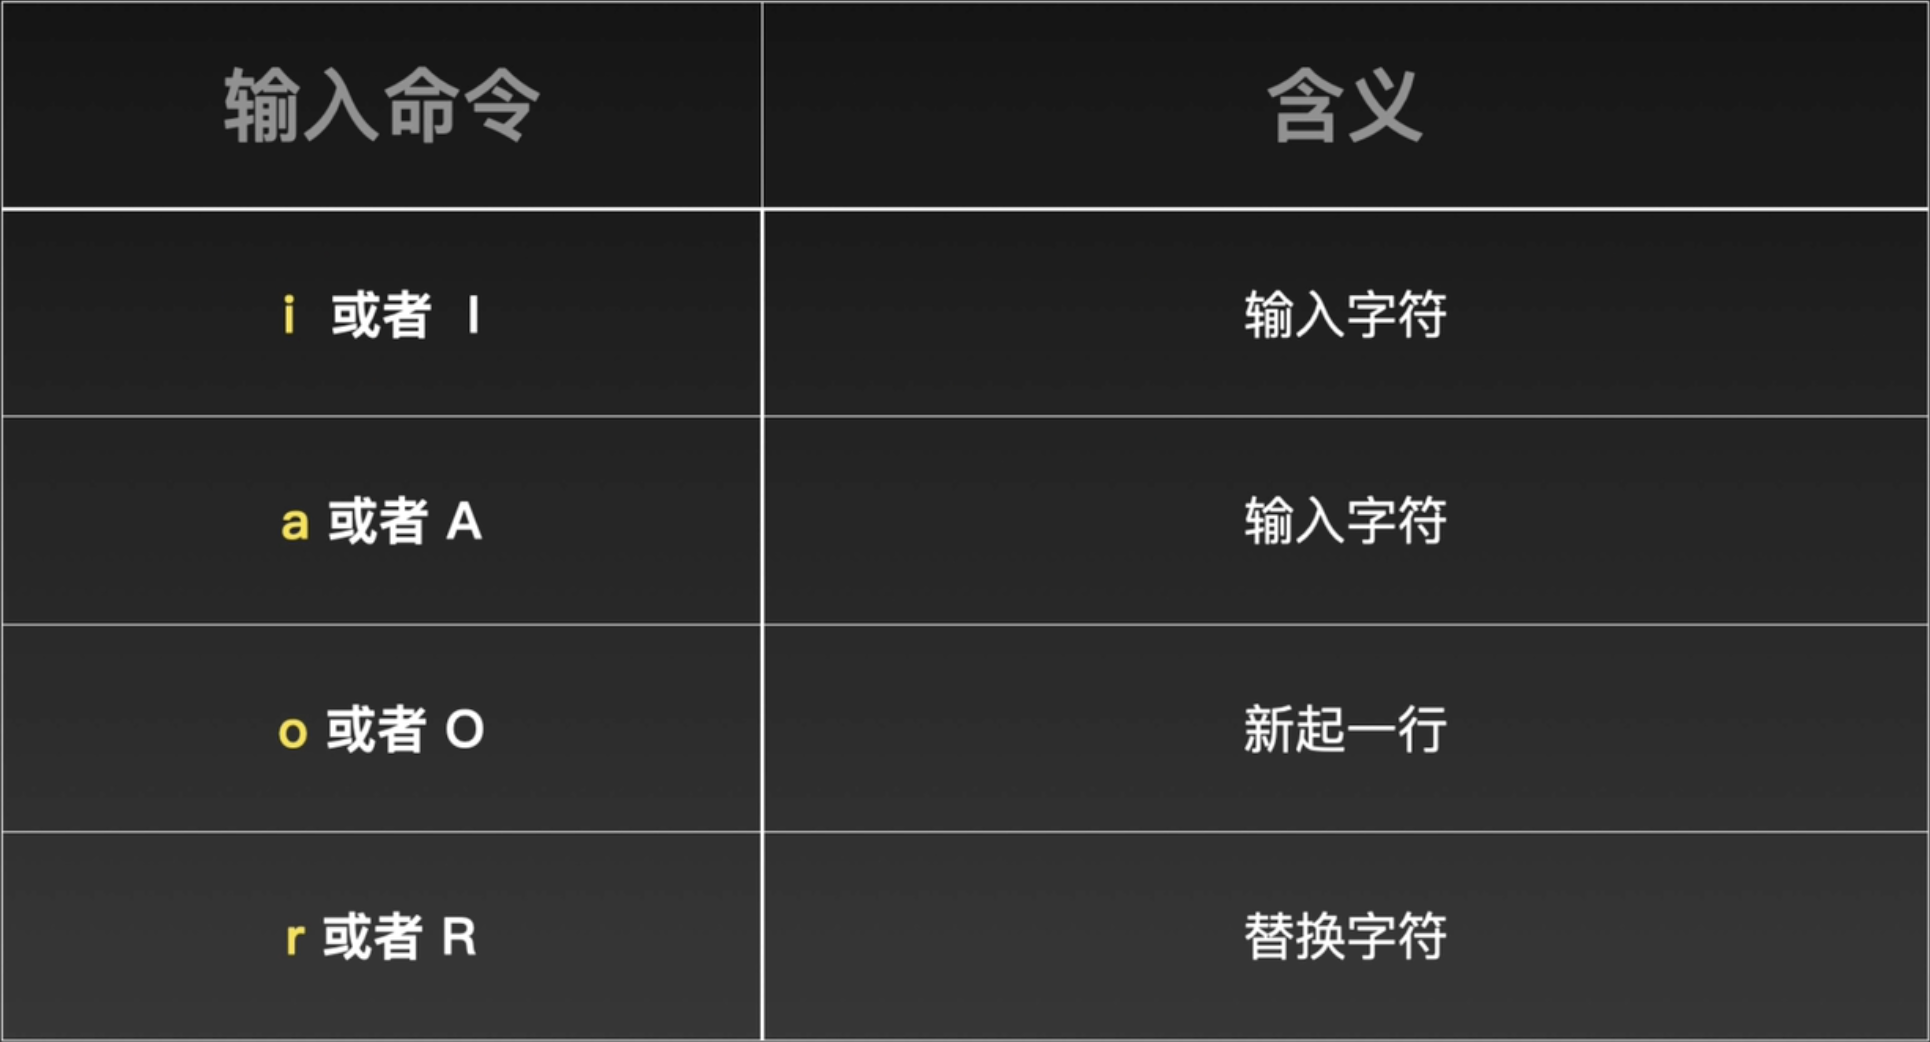 输入命令 含义
i 或者 I 输入字符
a 或者 A 输入字符
o 或者 O 新起一行
r 或者 R 替换字符